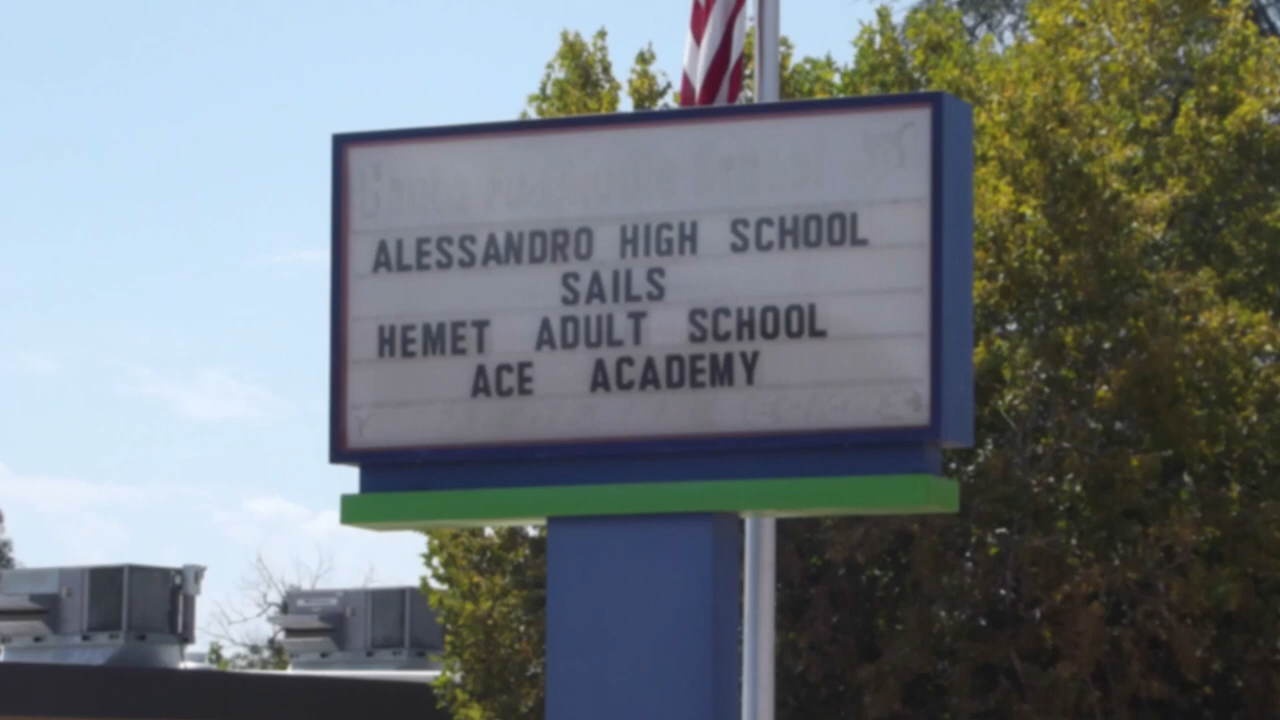 ALESSANDRO HIGH SCHOOL
SAILS
HEMET ADULT SCHOOL
ACE ACADEMY